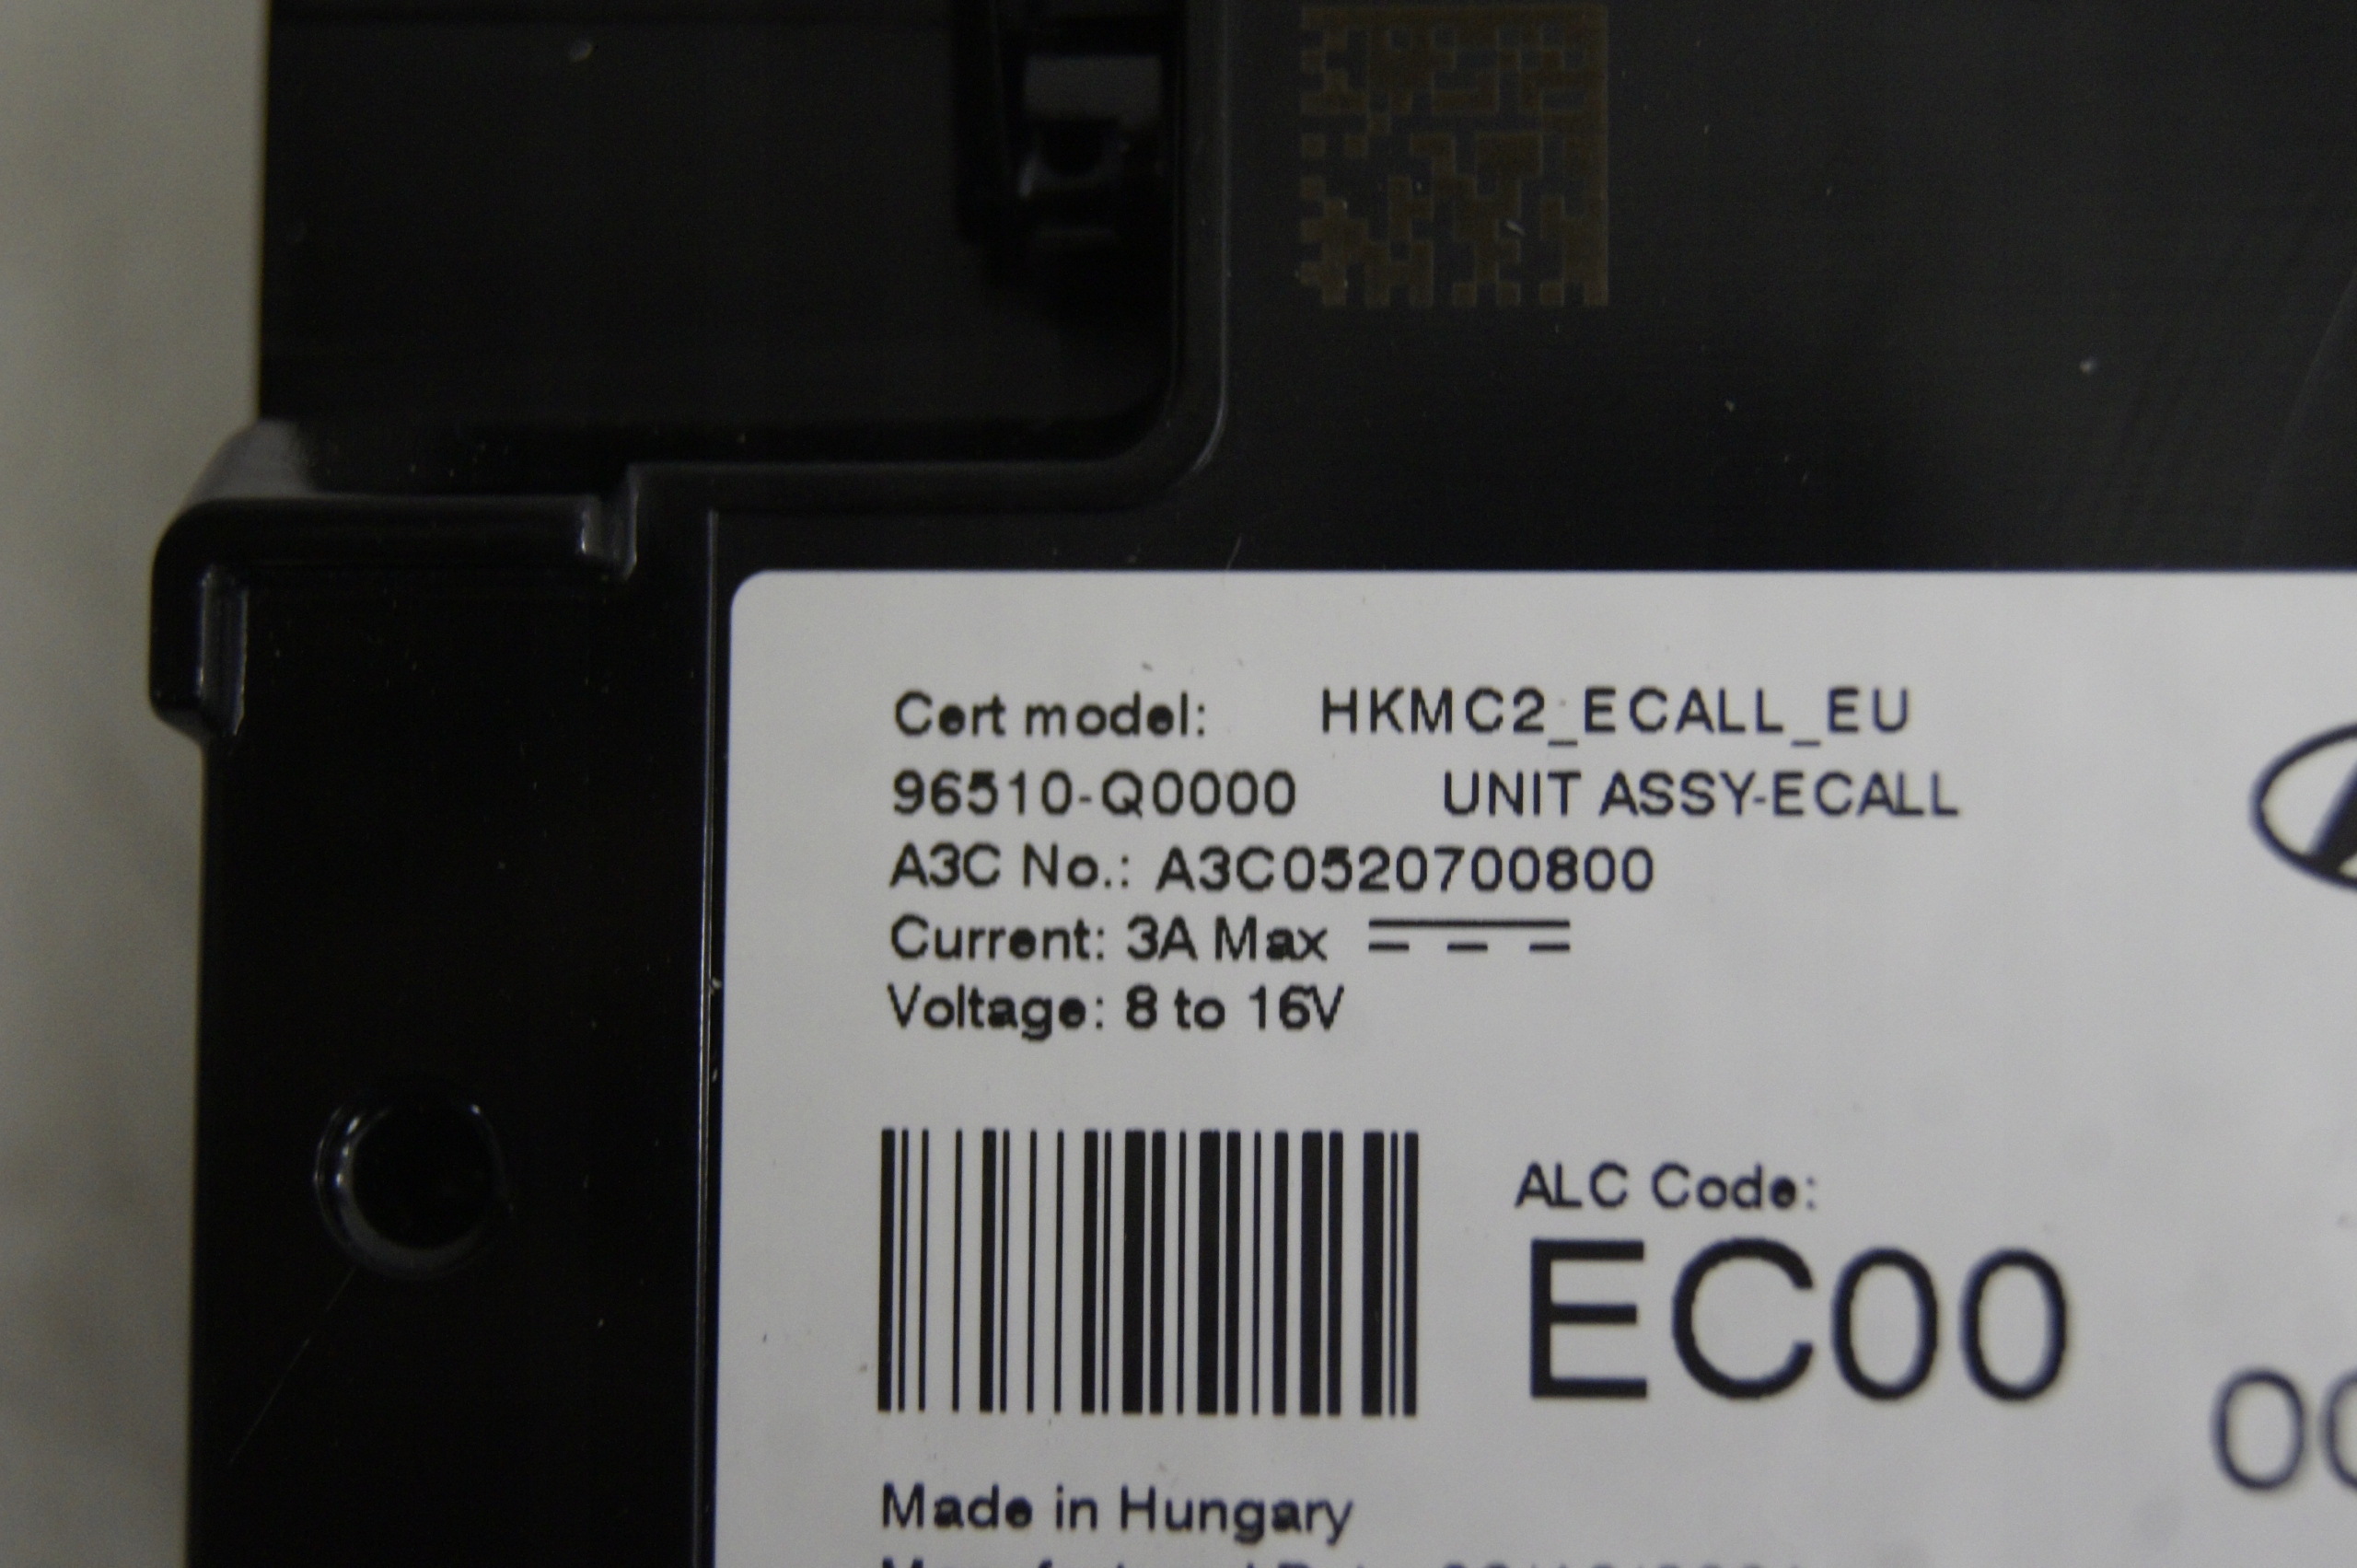 Cert model: HKMC2_ECALL_EU
96510-Q0000 UNIT ASSY-ECALL
A3C No.: A3C0520700800
Current: 3A Max
Voltage: 8 to 16V
ALC Code:
EC00
Made in Hungary